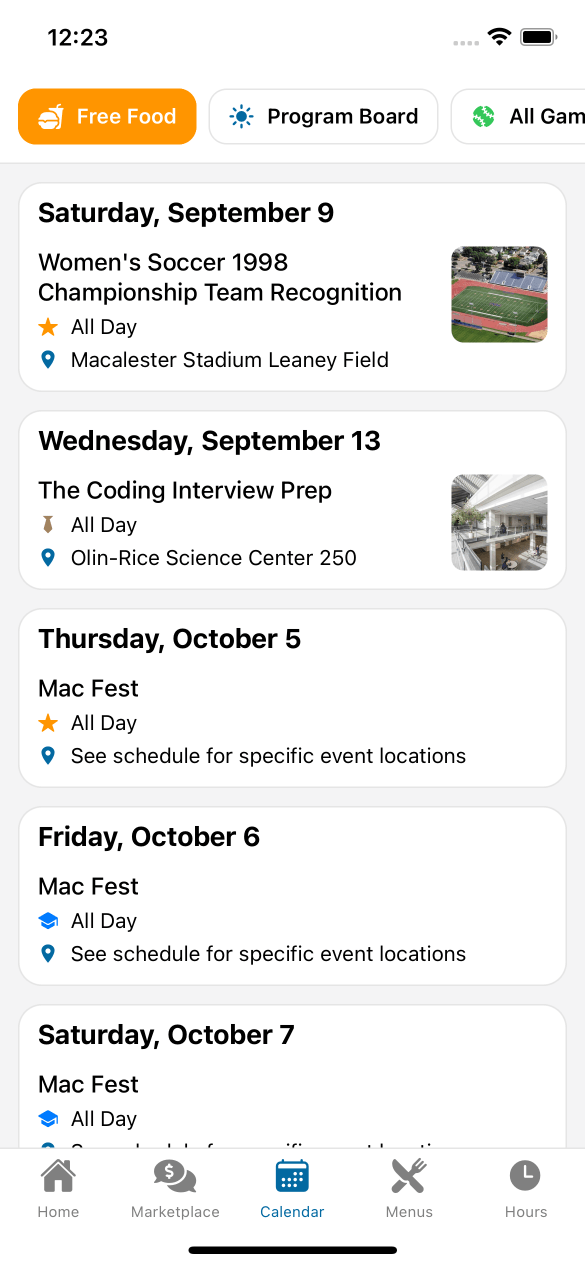 12:23
Free Food
Program Board
All Gam
Saturday, September 9
Women's Soccer 1998
Championship Team Recognition
All Day
Macalester Stadium Leaney Field
Wednesday, September 13
The Coding Interview Prep
All Day
Olin-Rice Science Center 250
Thursday, October 5
Mac Fest
All Day
See schedule for specific event locations
Friday, October 6
Mac Fest
All Day
See schedule for specific event locations
Saturday, October 7
Mac Fest
All Day
Home
Marketplace
Calendar
Menus
Hours